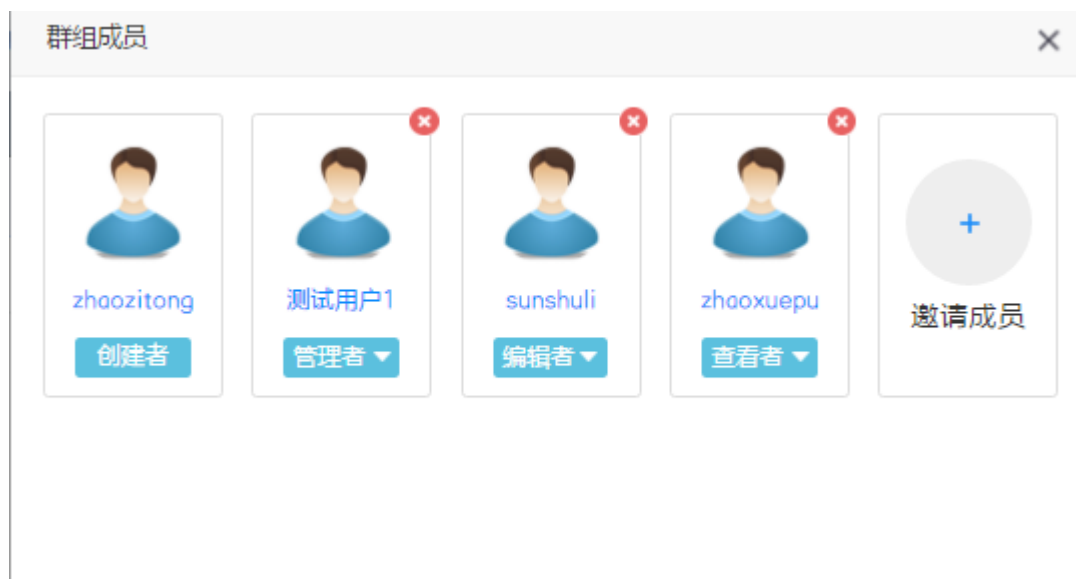 群组成员
zhaozitong
创建者
测试用户1
管理者
sunshuli
编辑者
zhaoxuepu
查看者
邀请成员